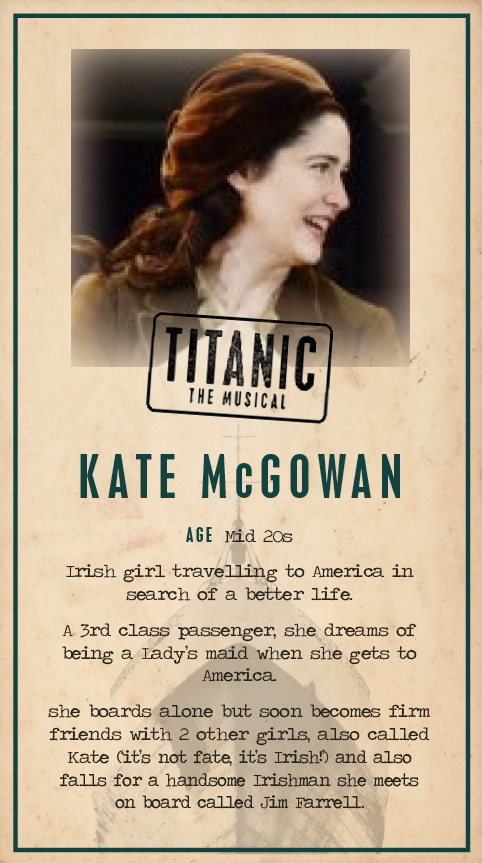 TITANIC
THE MUSICAL
KATE McGOWAN
AGE Mid 20s
Irish girl travelling to America in
search of a better life.
A 3rd class passenger, she dreams of
being a Lady's maid when she gets to
America.
she boards alone but soon becomes firm
friends with 2 other girls, also called
Kate ('it's not fate, it's Irish!') and also
falls for a handsome Irishman she meets
on board called Jim Farrell.